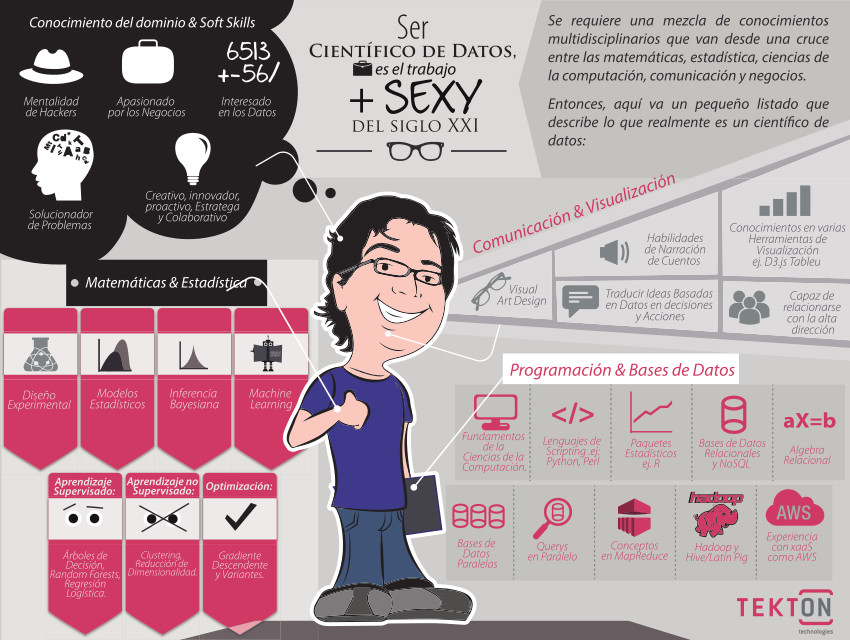 Conocimiento del dominio & Soft Skills
Mentalidad
de Hackers
Apasionado
por los Negocios
6513
+-56/
Interesado
en los Datos
Solucionador
de Problemas
Creativo, innovador,
proactivo, Estratega
y Colaborativo
Ser
Científico de Datos,
es el trabajo
+ SEXY
DEL SIGLO XXI
Se requiere una mezcla de conocimientos
multidisciplinarios que van desde una cruce
entre las matemáticas, estadística, ciencias de
la computación, comunicación y negocios.
Entonces, aquí va un pequeño listado que
describe lo que realmente es un científico de
datos:
Comunicación & Visualización
Visual
Art Design
Habilidades
de Narración
de Cuentos
Conocimientos en varias
Herramientas de
Visualización
ej. D3.js Tableu
Traducir Ideas Basadas
en Datos en decisiones
y Acciones
Capaz de
relacionarse
con la alta
dirección
Matemáticas & Estadística
Diseño
Experimental
Modelos
Estadísticos
Inferencia
Bayesiana
Machine
Learning
Aprendizaje
Supervisado:
Árboles de
Decisión,
Random Forests,
Regresión
Logística.
Aprendizaje no
Supervisado:
Clustering,
Reducción de
Dimensionalidad.
Optimización:
Gradiente
Descendente
y Variantes.
Programación & Bases de Datos
Fundamentos
de la
Ciencias de la
Computación.
</>
Lenguajes de
Scripting .ej:
Python, Perl
Paquetes
Estadísticos
ej. R
Bases de Datos
Relacionales
y NoSQL
aX=b
Algebra
Relacional
Bases de
Datos
Paralelas
Querys
en Paralelo
Conceptos
en MapReduce
hadoop
Hadoop y
Hive/Latin Pig
AWS
Experiencia
con xaaS
como AWS
TEKTON
technologies